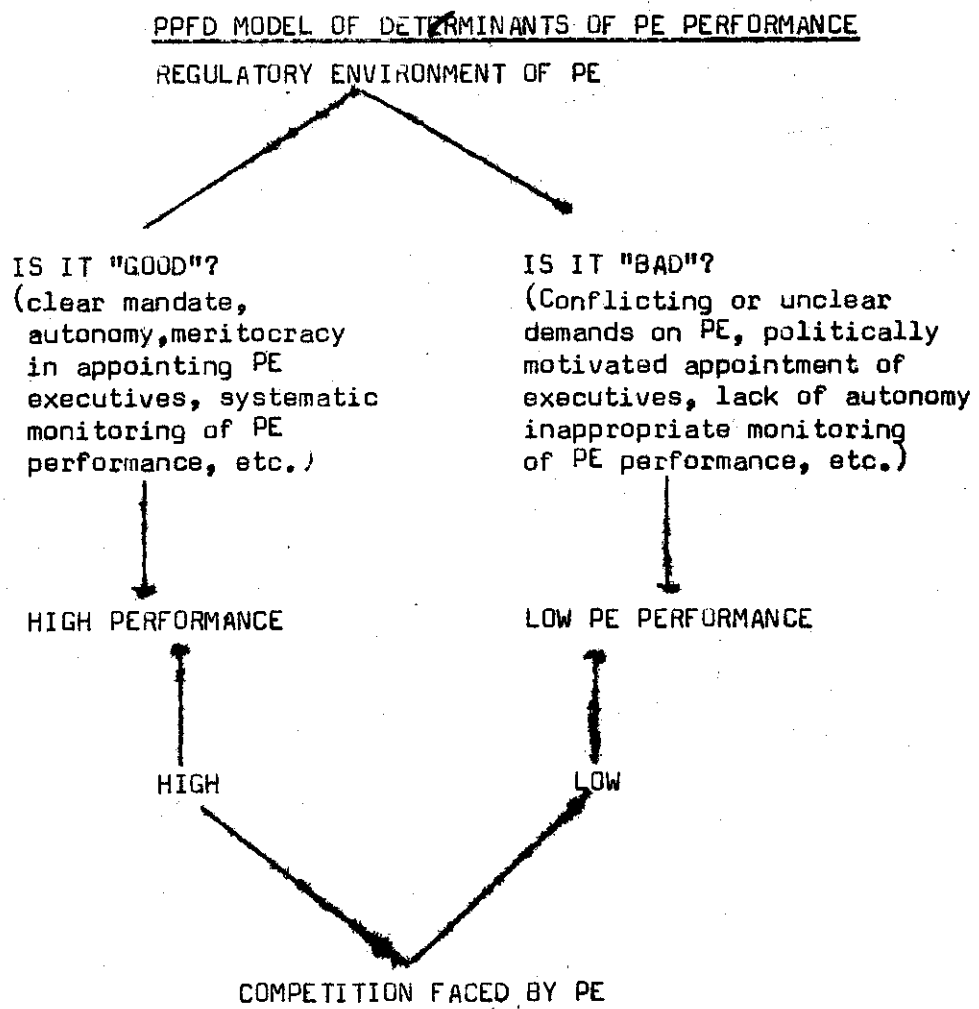 PPFD MODEL OF DETERMINANTS OF PE PERFORMANCE
REGULATORY ENVIRONMENT OF PE
IS IT "GOOD"?
(clear mandate,
autonomy,meritocracy
in appointing PE
executives, systematic
monitoring of PE
performance, etc.)
IS IT "BAD"?
(Conflicting or unclear
demands on PE, politically
motivated appointment of
executives, lack of autonomy
inappropriate monitoring
of PE performance, etc.)
HIGH PERFORMANCE
LOW PE PERFORMANCE
HIGH
LOW
COMPETITION FACED BY PE